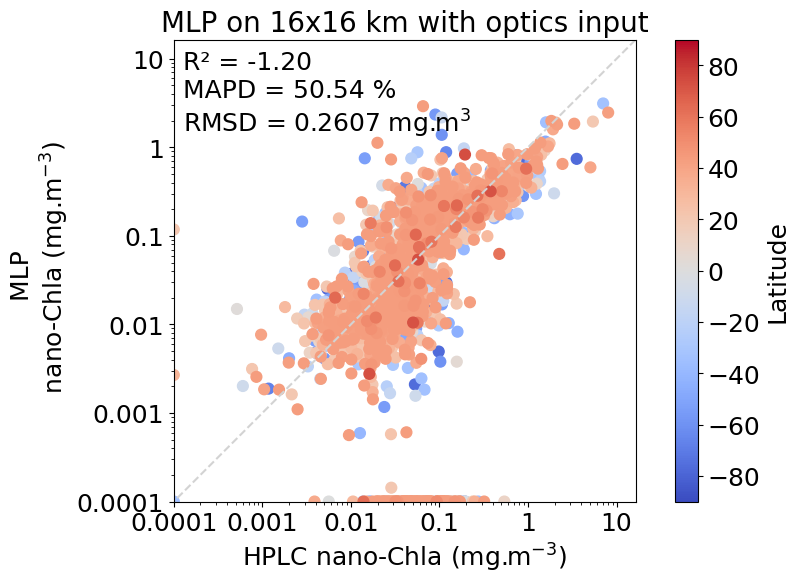 MLP on 16x16 km with optics input
R² = -1.20
MAPD = 50.54 %
RMSD = 0.2607 mg.m³
10
1
0.1
0.01
0.001
0.0001
MLP
nano-Chla (mg.m⁻³)
0.0001 0.001 0.01 0.1 1 10
HPLC nano-Chla (mg.m⁻³)
80
60
40
20
0
−20
−40
−60
−80
Latitude